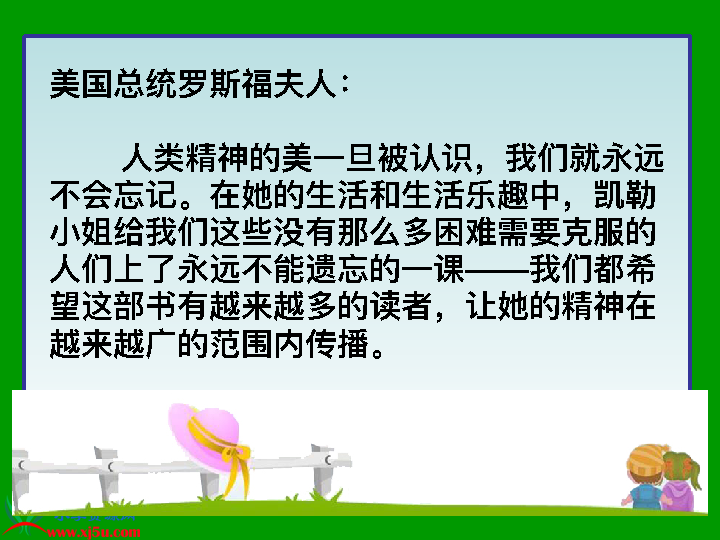 美国总统罗斯福夫人：
人类精神的美一旦被认识，我们就永远
不会忘记。在她的生活和生活乐趣中，凯勒
小姐给我们这些没有那么多困难需要克服的
人们上了永远不能遗忘的一课——我们都希
望这部书有越来越多的读者，让她的精神在
越来越广的范围内传播。
www.xj5u.com